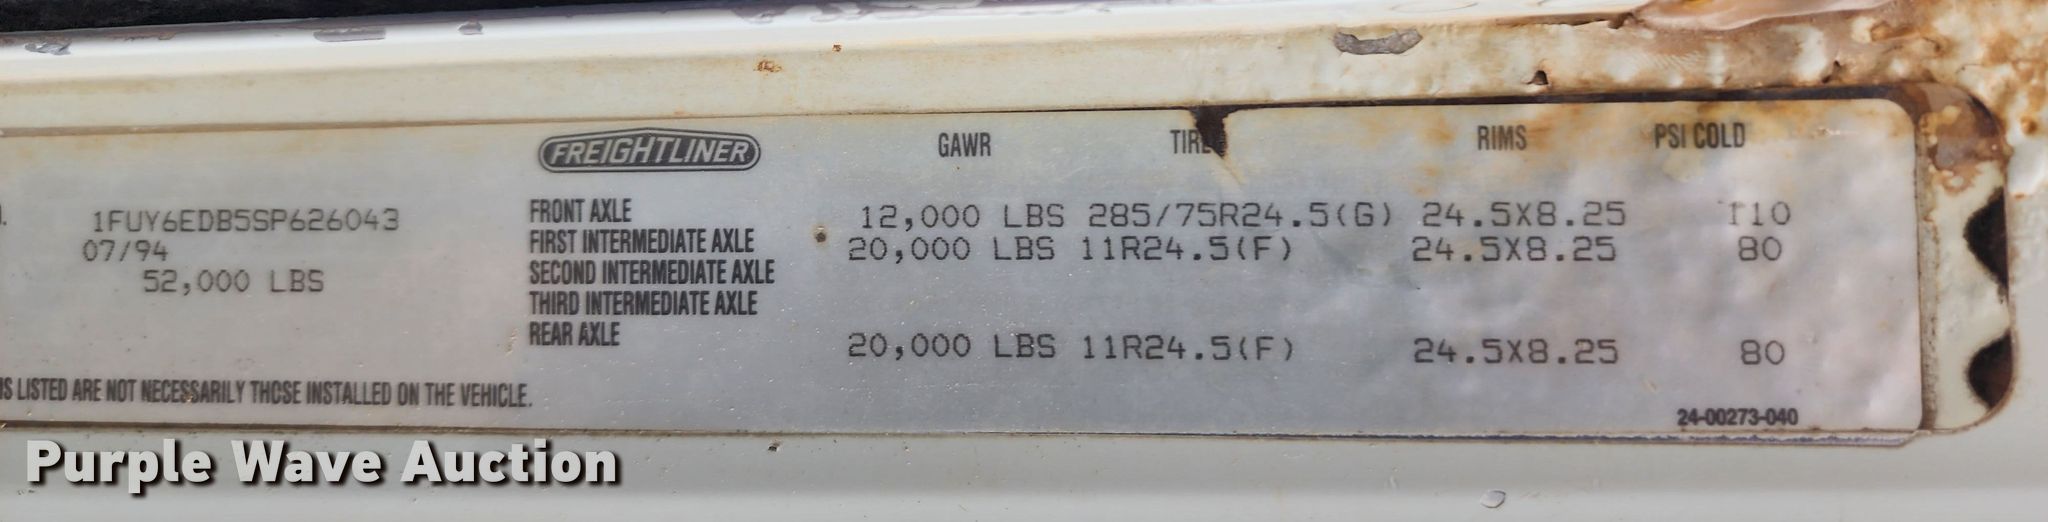 FREIGHTLINER GAWR TIRE RIMS PSI COLD
1FUY6EDB5SP626043
07/94
52,000 LBS
FRONT AXLE 12,000 LBS 285/75R24.5(G) 24.5X8.25 110
FIRST INTERMEDIATE AXLE 20,000 LBS 11R24.5(F) 24.5X8.25 80
SECOND INTERMEDIATE AXLE
THIRD INTERMEDIATE AXLE
REAR AXLE 20,000 LBS 11R24.5(F) 24.5X8.25 80
LISTED ARE NOT NECESSARILY THOSE INSTALLED ON THE VEHICLE.
24-00273-040
Purple Wave Auction